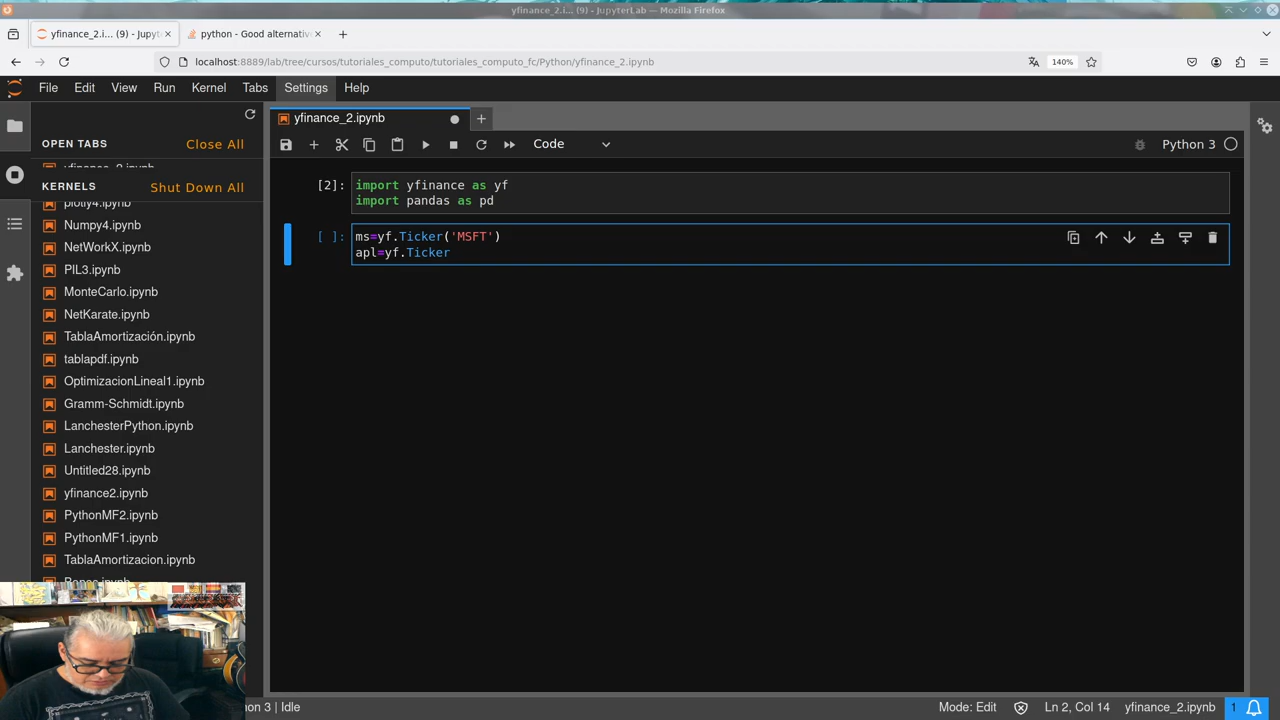 yfinance_2.i... (9) - JupyterLab — Mozilla Firefox
yfinance_2.i... (9) - Jupyt
python - Good alternativ
localhost:8889/lab/tree/cursos/tutoriales_computo/tutoriales_computo_fc/Python/yfinance_2.ipynb
140%
File Edit View Run Kernel Tabs Settings Help
yfinance_2.ipynb
OPEN TABS Close All
yfinance_2.ipynb
KERNELS Shut Down All
plotly4.ipynb
Numpy4.ipynb
NetWorkX.ipynb
PIL3.ipynb
MonteCarlo.ipynb
NetKarate.ipynb
TablaAmortización.ipynb
tablapdf.ipynb
OptimizacionLineal1.ipynb
Gramm-Schmidt.ipynb
LanchesterPython.ipynb
Lanchester.ipynb
Untitled28.ipynb
yfinance2.ipynb
PythonMF2.ipynb
PythonMF1.ipynb
TablaAmortizacion.ipynb
Code
Python 3
[2]: import yfinance as yf
import pandas as pd
[ ]: ms=yf.Ticker('MSFT')
apl=yf.Ticker
on 3 | Idle
Mode: Edit
Ln 2, Col 14
yfinance_2.ipynb
1